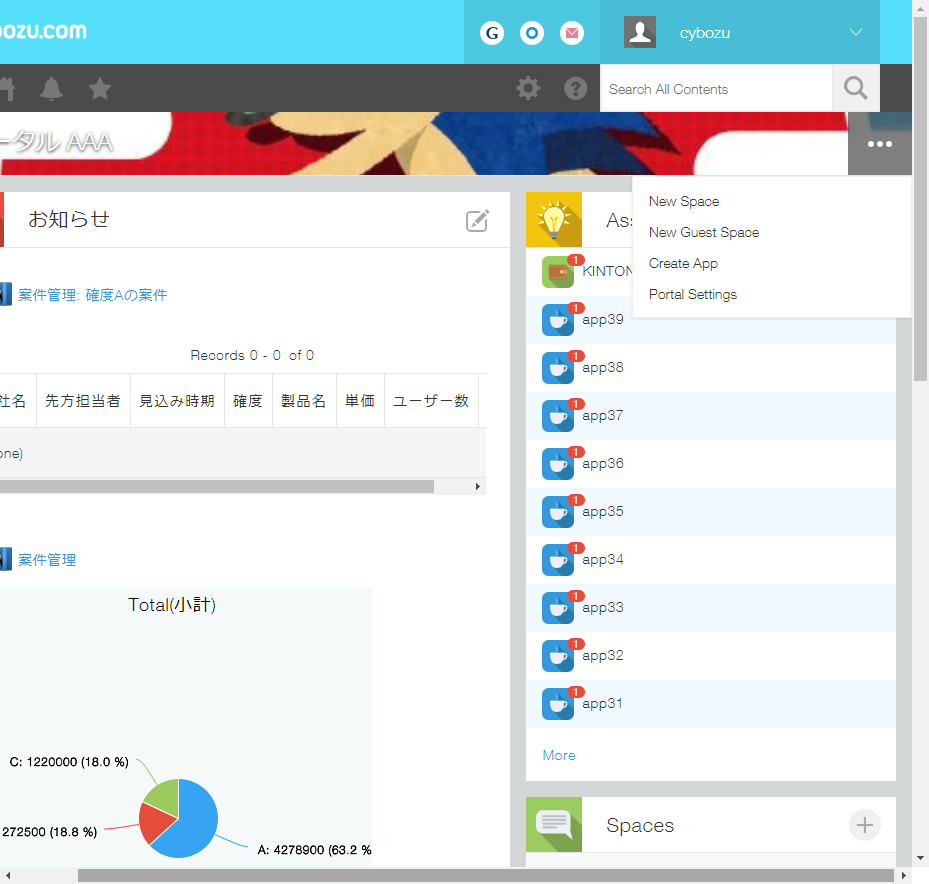 ozu.com
G
cybozu
Search All Contents
ータル AAA
お知らせ
New Space
New Guest Space
Create App
Portal Settings
1
KINTON
案件管理: 確度Aの案件
1
app39
Records 0 - 0 of 0
1
app38
社名 先方担当者 見込み時期 確度 製品名 単価 ユーザー数
1
app37
one)
1
app36
1
app35
案件管理
1
app34
Total(小計)
1
app33
1
app32
1
app31
More
C: 1220000 (18.0 %)
272500 (18.8 %)
A: 4278900 (63.2 %
Spaces